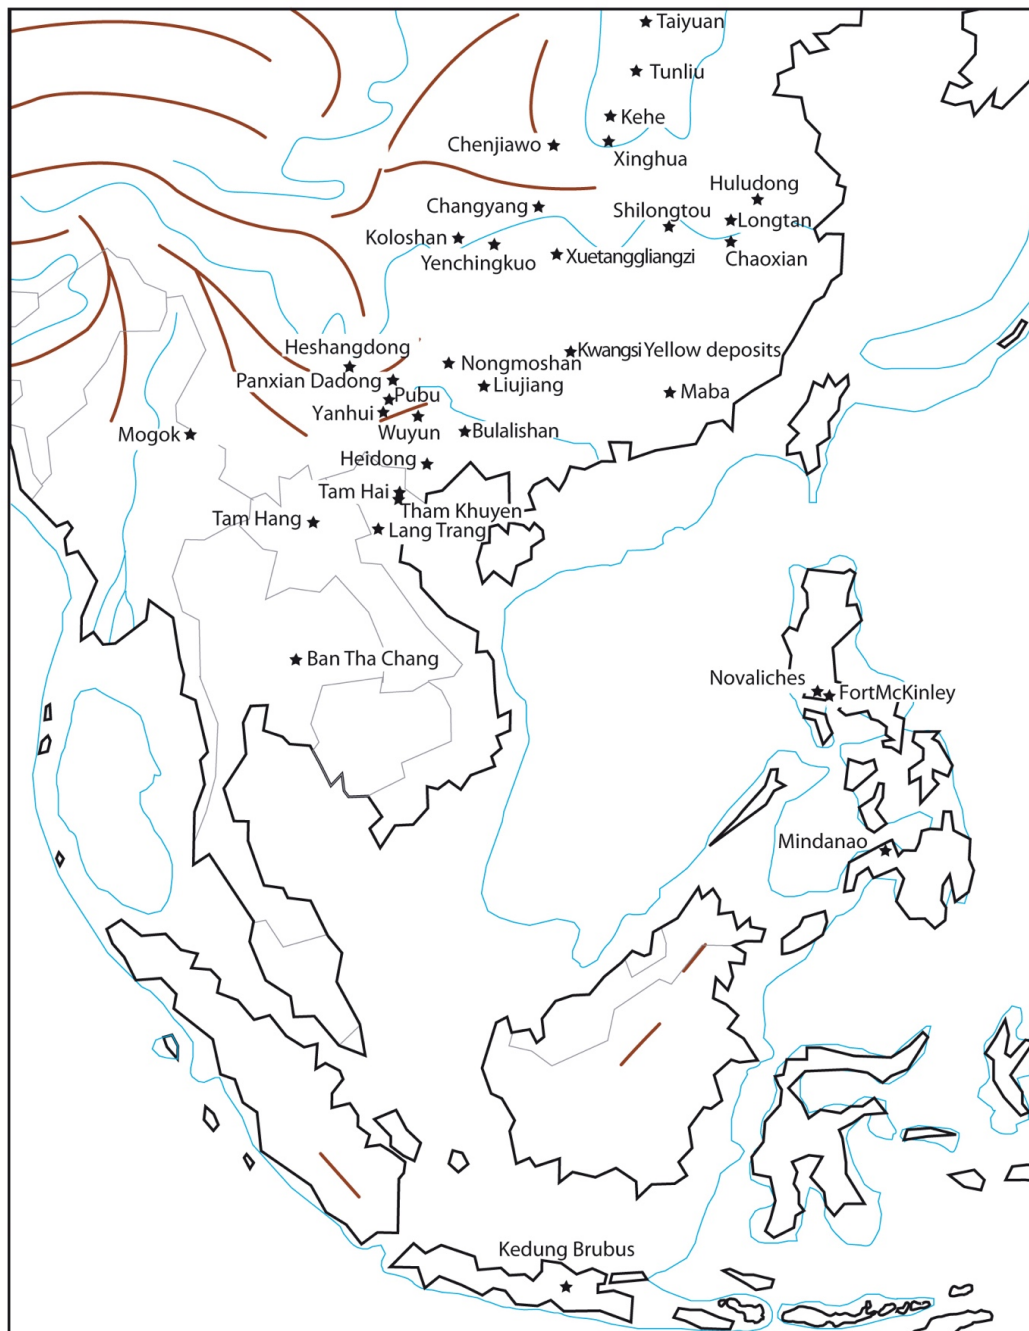 Taiyuan
Tunliu
Kehe
Chenjiawo
Xinghua
Huludong
Changyang
Shilongtou
Longtan
Koloshan
Yenchingkuo
Xuetanggliangzi
Chaoxian
Heshangdong
Nongmoshan
Kwangsi Yellow deposits
Panxian Dadong
Liujiang
Pubu
Maba
Yanhui
Wuyun
Bulalishan
Mogok
Heidong
Tam Hai
Tham Khuyen
Tam Hang
Lang Trang
Ban Tha Chang
Novaliches
FortMcKinley
Mindanao
Kedung Brubus